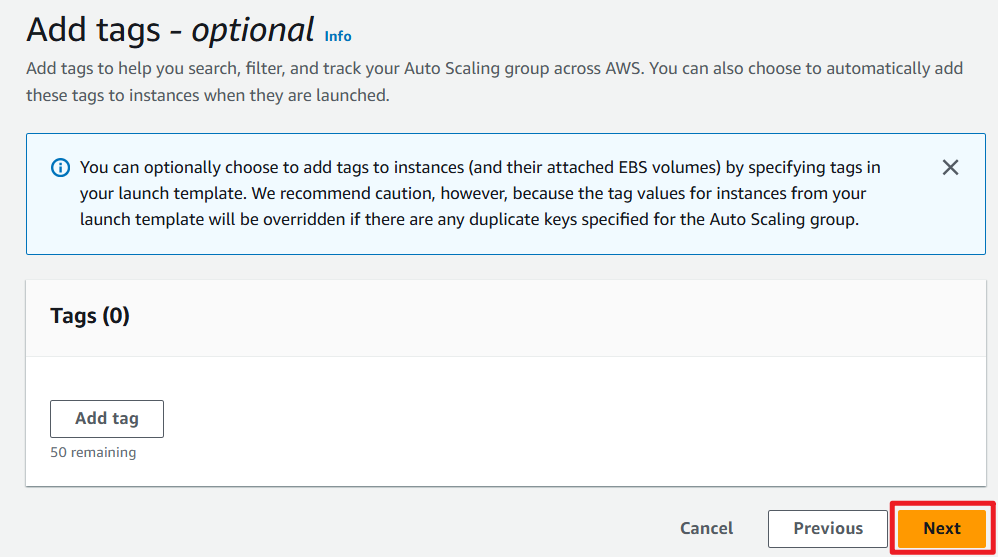 Add tags - optional Info
Add tags to help you search, filter, and track your Auto Scaling group across AWS. You can also choose to automatically add
these tags to instances when they are launched.
You can optionally choose to add tags to instances (and their attached EBS volumes) by specifying tags in
your launch template. We recommend caution, however, because the tag values for instances from your
launch template will be overridden if there are any duplicate keys specified for the Auto Scaling group.
Tags (0)
Add tag
50 remaining
Cancel Previous Next